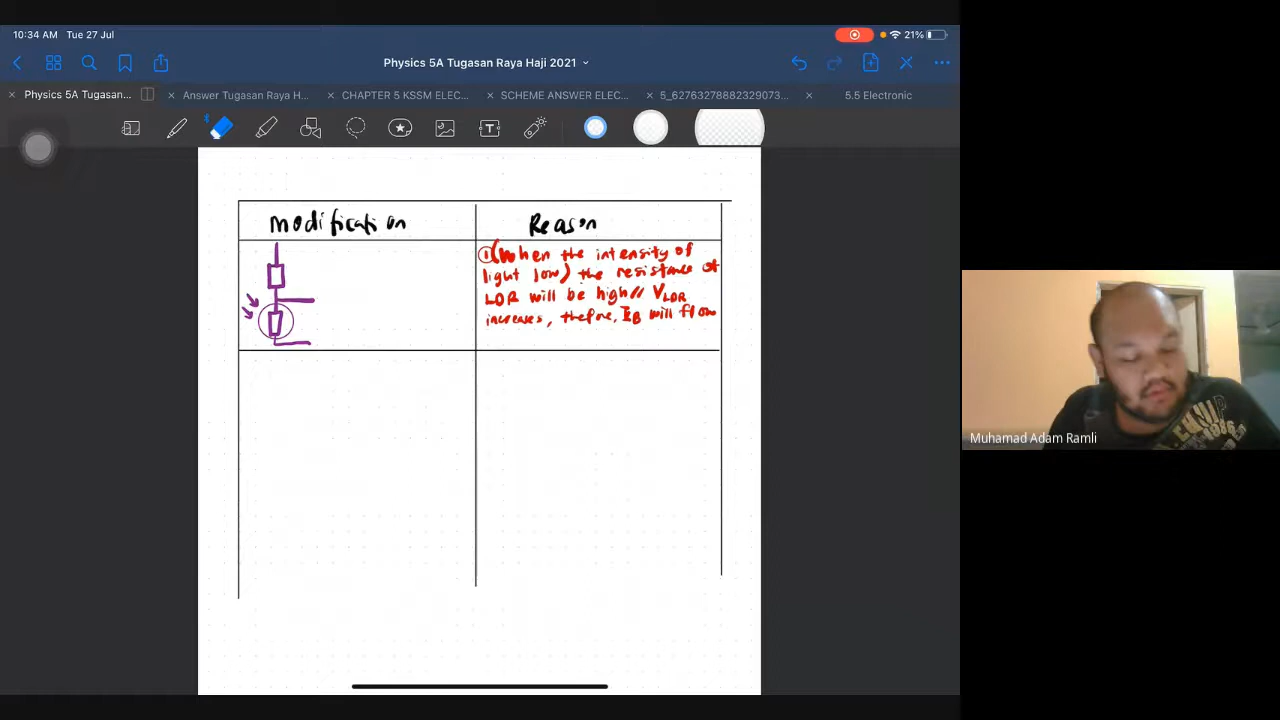 10:34 AM Tue 27 Jul
21%
Physics 5A Tugasan Raya Haji 2021
Physics 5A Tugasan...
Answer Tugasan Raya H...
CHAPTER 5 KSSM ELEC...
SCHEME ANSWER ELEC...
5_62763278882329073...
5.5 Electronic
Modification
Reason
① (When the intensity of
light low) the resistance of
LDR will be high // VLDR
increases, therefore, IB will flow
Muhamad Adam Ramli